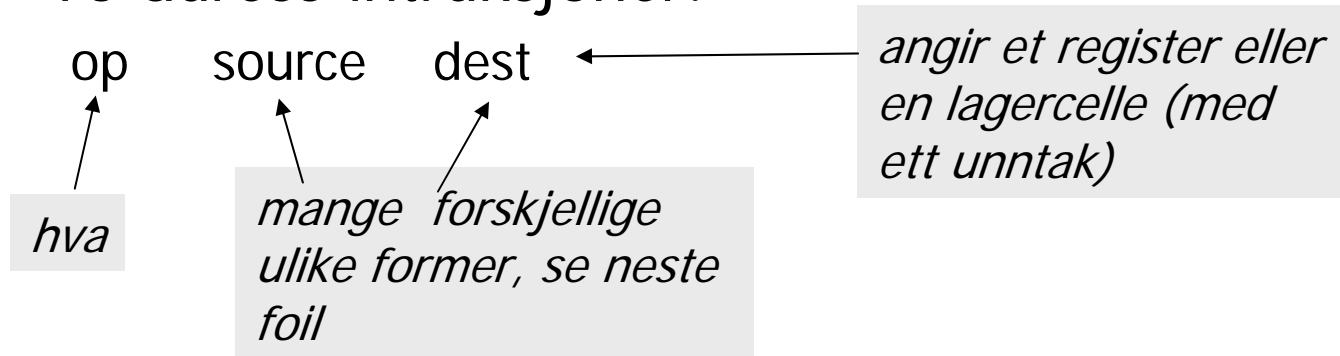 op source dest
angir et register eller
en lagercelle (med
ett unntak)
hva
mange forskjellige
ulike former, se neste
foil